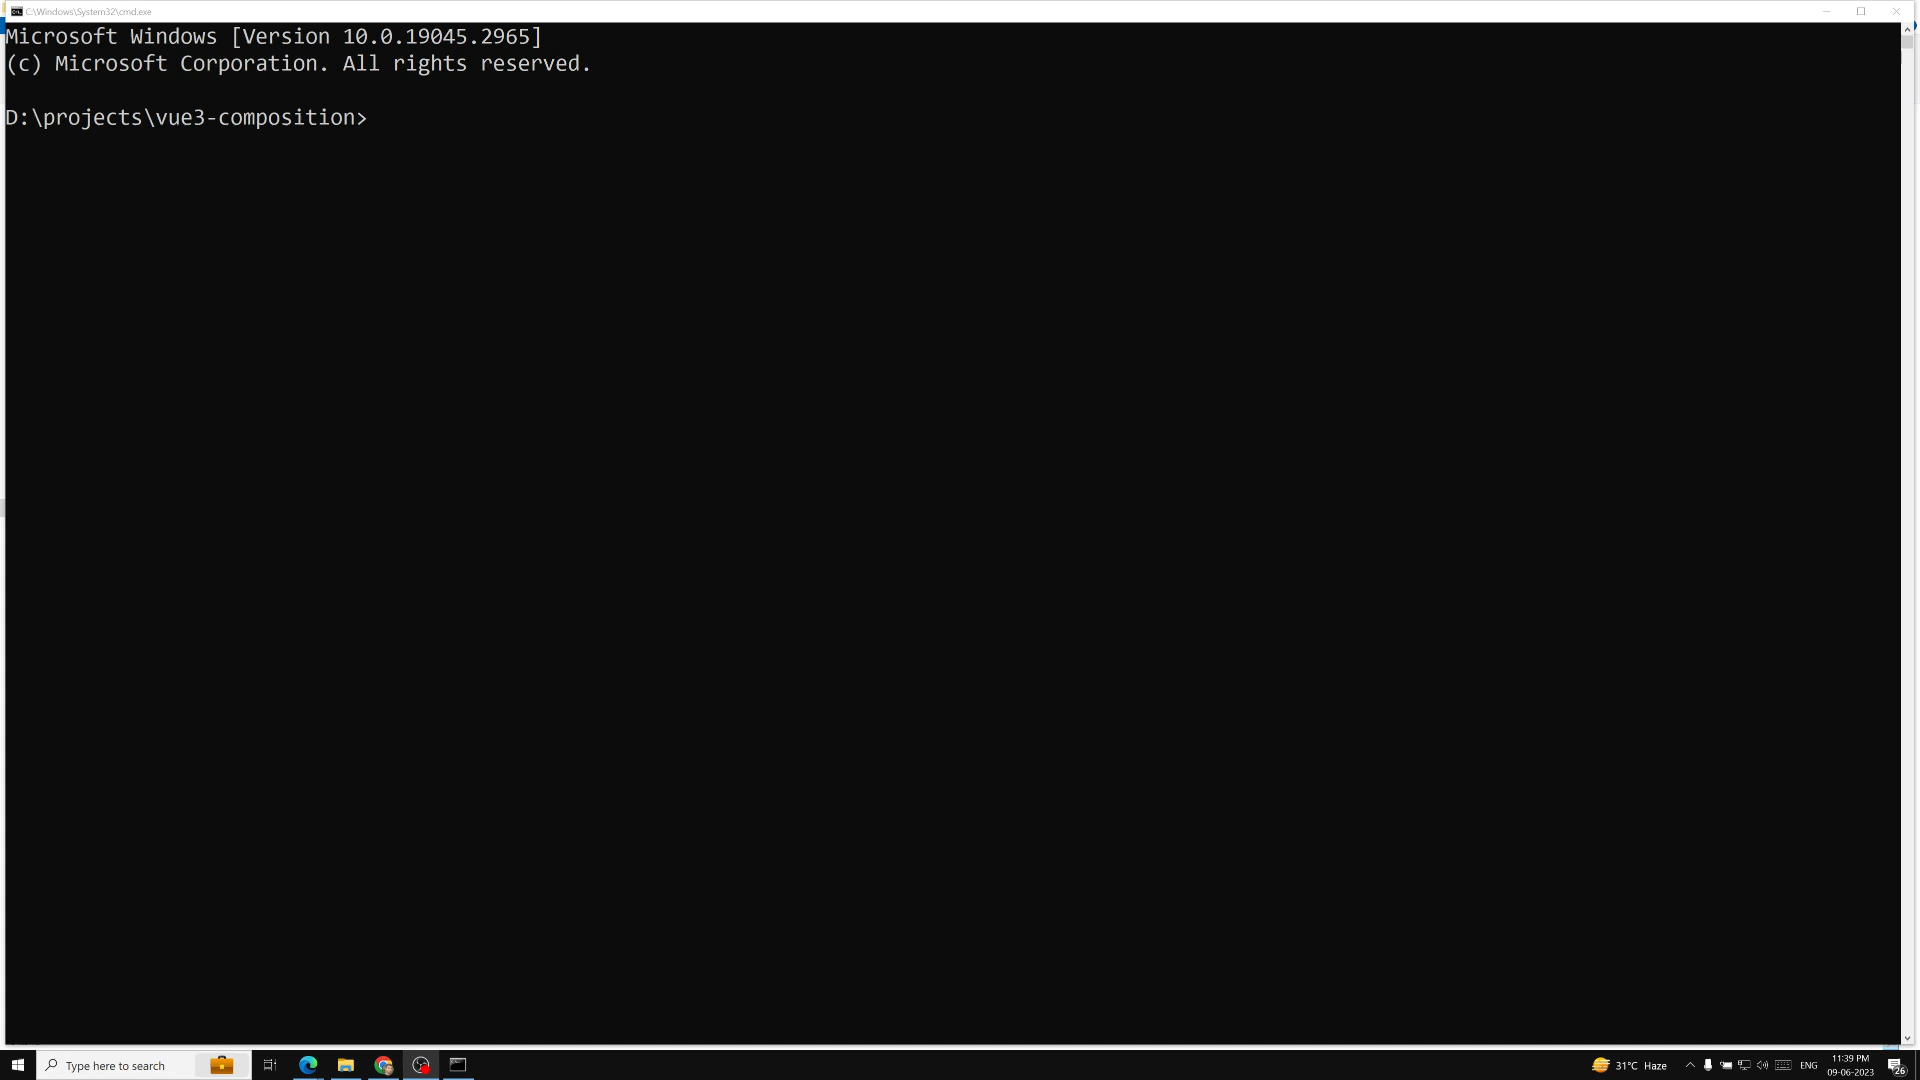 C:\Windows\System32\cmd.exe
Microsoft Windows [Version 10.0.19045.2965]
(c) Microsoft Corporation. All rights reserved.
D:\projects\vue3-composition>
Type here to search
31°C Haze
ENG
11:39 PM
09-06-2023
26